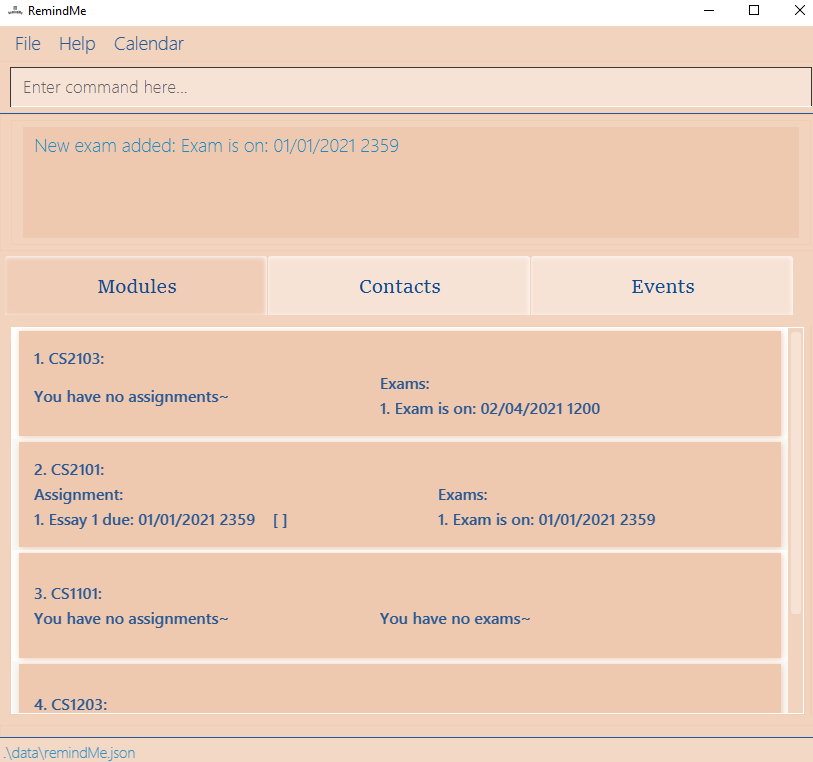 RemindMe
File Help Calendar
Enter command here...
New exam added: Exam is on: 01/01/2021 2359
Modules Contacts Events
1. CS2103:
You have no assignments~
Exams:
1. Exam is on: 02/04/2021 1200
2. CS2101:
Assignment:
1. Essay 1 due: 01/01/2021 2359 [ ]
Exams:
1. Exam is on: 01/01/2021 2359
3. CS1101:
You have no assignments~ You have no exams~
4. CS1203:
.\data\remindMe.json